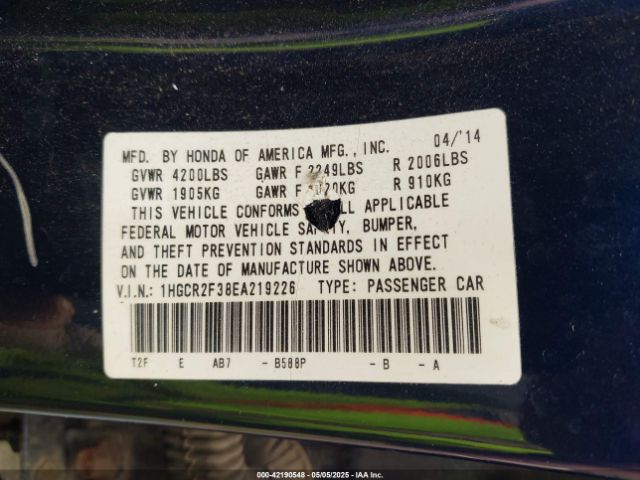 MFD. BY HONDA OF AMERICA MFG., INC. 04/'14
GVWR 4200LBS GAWR F 2249LBS R 2006LBS
GVWR 1905KG GAWR F KG R 910KG
THIS VEHICLE CONFORMS ALL APPLICABLE
FEDERAL MOTOR VEHICLE SAFETY, BUMPER,
AND THEFT PREVENTION STANDARDS IN EFFECT
ON THE DATE OF MANUFACTURE SHOWN ABOVE.
V.I.N.: 1HGCR2F38EA219226 TYPE: PASSENGER CAR
T2F E AB7 - B588P - B - A
000-42190548 - 05/05/2025 - IAA Inc.